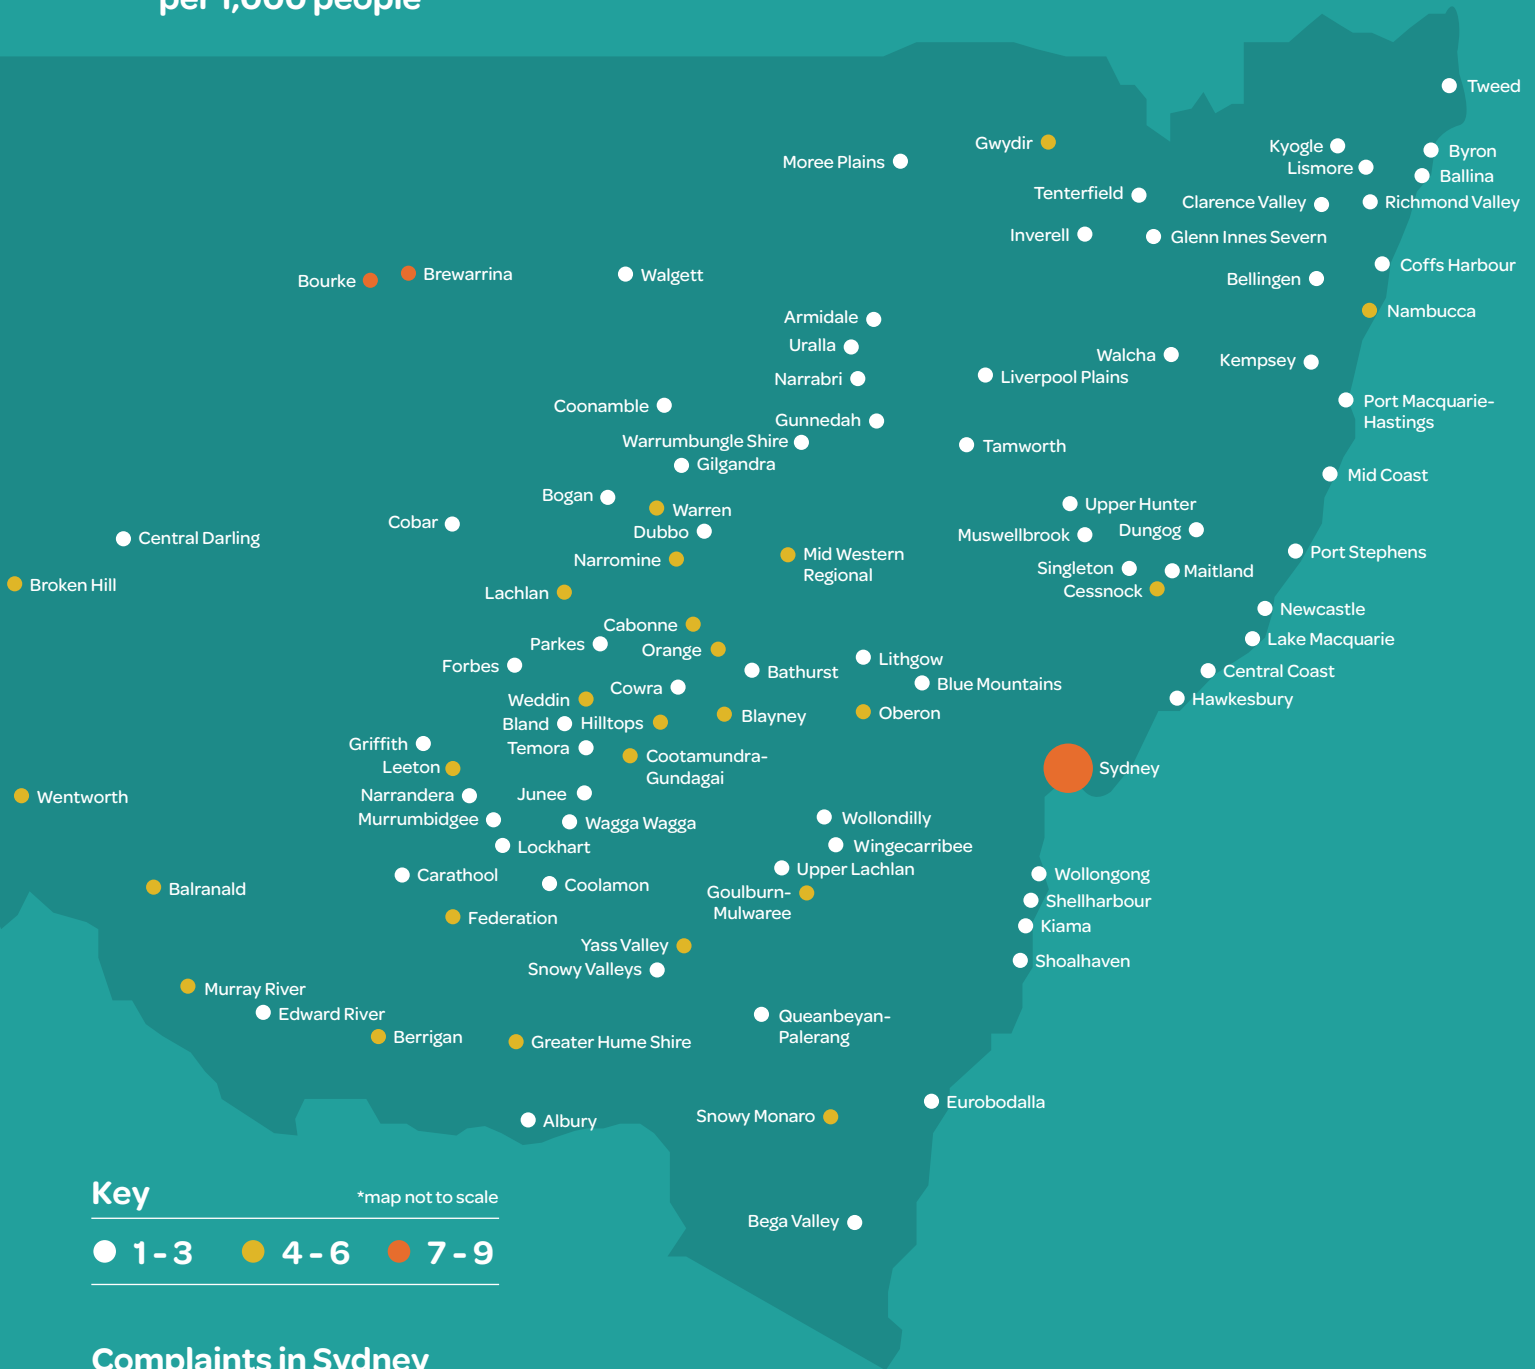 per 1,000 people
Tweed
Gwydir
Kyogle
Byron
Moree Plains
Lismore
Ballina
Tenterfield
Clarence Valley
Richmond Valley
Inverell
Glenn Innes Severn
Coffs Harbour
Bourke
Brewarrina
Walgett
Bellingen
Nambucca
Armidale
Uralla
Walcha
Kempsey
Narrabri
Liverpool Plains
Coonamble
Port Macquarie-
Hastings
Gunnedah
Warrumbungle Shire
Tamworth
Gilgandra
Mid Coast
Bogan
Warren
Upper Hunter
Cobar
Dubbo
Muswellbrook
Dungog
Central Darling
Narromine
Mid Western
Regional
Port Stephens
Singleton
Maitland
Broken Hill
Lachlan
Cessnock
Newcastle
Cabonne
Parkes
Orange
Lake Macquarie
Forbes
Bathurst
Lithgow
Central Coast
Cowra
Blue Mountains
Weddin
Hawkesbury
Bland
Hilltops
Blayney
Oberon
Griffith
Temora
Cootamundra-
Gundagai
Leeton
Sydney
Wentworth
Narrandera
Junee
Murrumbidgee
Wagga Wagga
Wollondilly
Lockhart
Wingecarribee
Upper Lachlan
Carathool
Coolamon
Wollongong
Balranald
Goulburn-
Mulwaree
Shellharbour
Federation
Kiama
Yass Valley
Snowy Valleys
Shoalhaven
Murray River
Edward River
Queanbeyan-
Palerang
Berrigan
Greater Hume Shire
Eurobodalla
Albury
Snowy Monaro
Bega Valley
Key
*map not to scale
1 - 3
4 - 6
7 - 9
Complaints in Sydney